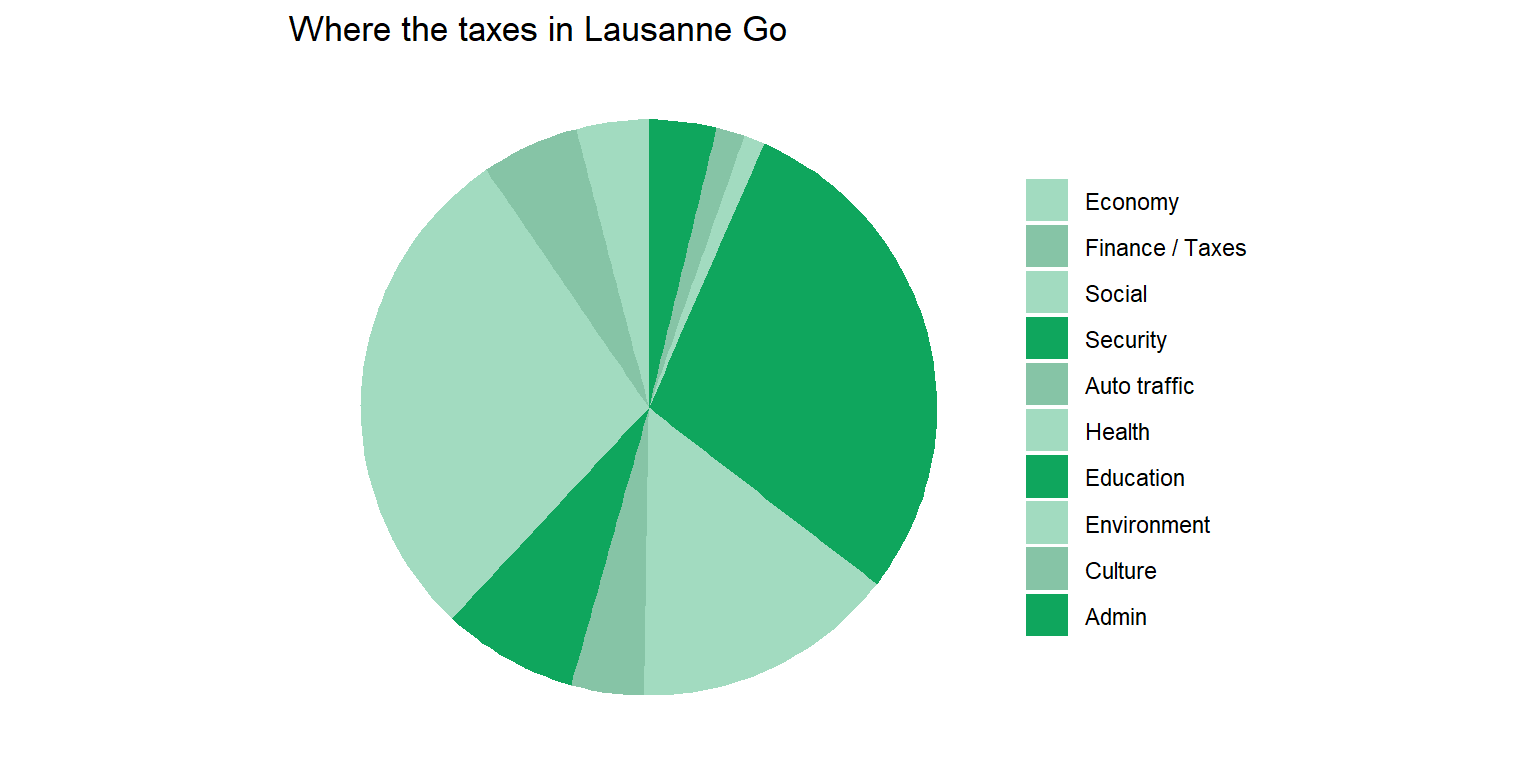 Where the taxes in Lausanne Go
Economy
Finance / Taxes
Social
Security
Auto traffic
Health
Education
Environment
Culture
Admin